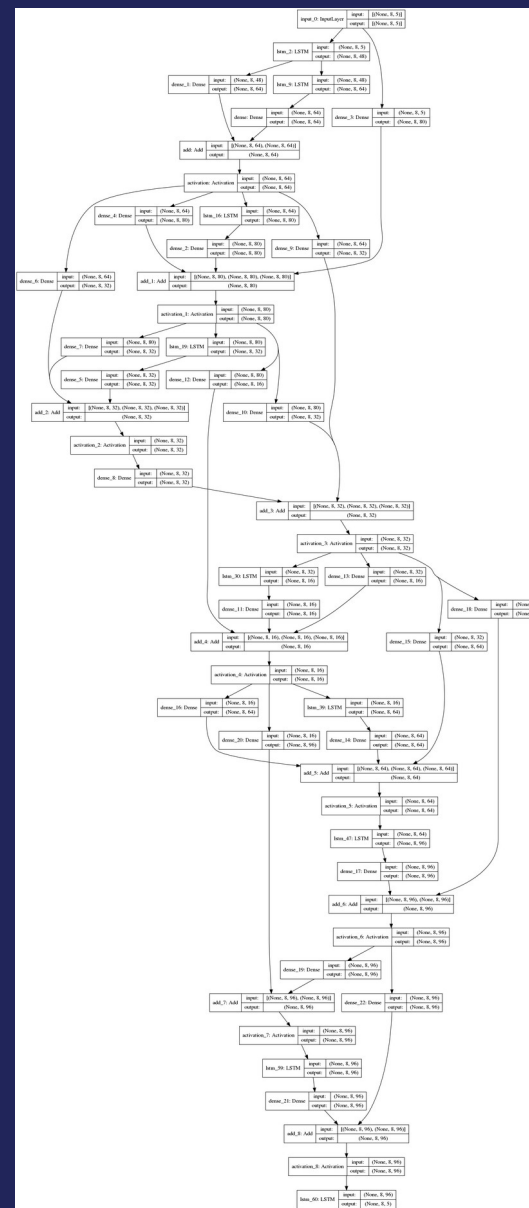 input_0: InputLayer input: [(None, 8, 5)]
output: [(None, 8, 5)]
lstm_2: LSTM input: (None, 8, 5)
output: (None, 8, 48)
dense_1: Dense input: (None, 8, 48)
output: (None, 8, 64)
lstm_9: LSTM input: (None, 8, 48)
output: (None, 8, 64)
dense: Dense input: (None, 8, 64)
output: (None, 8, 64)
dense_3: Dense input: (None, 8, 5)
output: (None, 8, 80)
add: Add input: [(None, 8, 64), (None, 8, 64)]
output: (None, 8, 64)
activation: Activation input: (None, 8, 64)
output: (None, 8, 64)
dense_4: Dense input: (None, 8, 64)
output: (None, 8, 80)
lstm_16: LSTM input: (None, 8, 64)
output: (None, 8, 80)
dense_2: Dense input: (None, 8, 80)
output: (None, 8, 80)
dense_9: Dense input: (None, 8, 64)
output: (None, 8, 32)
dense_6: Dense input: (None, 8, 64)
output: (None, 8, 32)
add_1: Add input: [(None, 8, 80), (None, 8, 80), (None, 8, 80)]
output: (None, 8, 80)
activation_1: Activation input: (None, 8, 80)
output: (None, 8, 80)
dense_7: Dense input: (None, 8, 80)
output: (None, 8, 32)
lstm_19: LSTM input: (None, 8, 80)
output: (None, 8, 32)
dense_5: Dense input: (None, 8, 32)
output: (None, 8, 32)
dense_12: Dense input: (None, 8, 80)
output: (None, 8, 16)
add_2: Add input: [(None, 8, 32), (None, 8, 32), (None, 8, 32)]
output: (None, 8, 32)
dense_10: Dense input: (None, 8, 80)
output: (None, 8, 32)
activation_2: Activation input: (None, 8, 32)
output: (None, 8, 32)
dense_8: Dense input: (None, 8, 32)
output: (None, 8, 32)
add_3: Add input: [(None, 8, 32), (None, 8, 32), (None, 8, 32)]
output: (None, 8, 32)
activation_3: Activation input: (None, 8, 32)
output: (None, 8, 32)
lstm_30: LSTM input: (None, 8, 32)
output: (None, 8, 16)
dense_13: Dense input: (None, 8, 32)
output: (None, 8, 16)
dense_11: Dense input: (None, 8, 16)
output: (None, 8, 16)
dense_18: Dense input: (None
output: (None
add_4: Add input: [(None, 8, 16), (None, 8, 16), (None, 8, 16)]
output: (None, 8, 16)
dense_15: Dense input: (None, 8, 32)
output: (None, 8, 64)
activation_4: Activation input: (None, 8, 16)
output: (None, 8, 16)
dense_16: Dense input: (None, 8, 16)
output: (None, 8, 64)
lstm_39: LSTM input: (None, 8, 16)
output: (None, 8, 64)
dense_20: Dense input: (None, 8, 16)
output: (None, 8, 96)
dense_14: Dense input: (None, 8, 64)
output: (None, 8, 64)
add_5: Add input: [(None, 8, 64), (None, 8, 64), (None, 8, 64)]
output: (None, 8, 64)
activation_5: Activation input: (None, 8, 64)
output: (None, 8, 64)
lstm_47: LSTM input: (None, 8, 64)
output: (None, 8, 96)
dense_17: Dense input: (None, 8, 96)
output: (None, 8, 96)
add_6: Add input: [(None, 8, 96), (None, 8, 96)]
output: (None, 8, 96)
activation_6: Activation input: (None, 8, 96)
output: (None, 8, 96)
dense_19: Dense input: (None, 8, 96)
output: (None, 8, 96)
add_7: Add input: [(None, 8, 96), (None, 8, 96)]
output: (None, 8, 96)
dense_22: Dense input: (None, 8, 96)
output: (None, 8, 96)
activation_7: Activation input: (None, 8, 96)
output: (None, 8, 96)
lstm_59: LSTM input: (None, 8, 96)
output: (None, 8, 96)
dense_21: Dense input: (None, 8, 96)
output: (None, 8, 96)
add_8: Add input: [(None, 8, 96), (None, 8, 96)]
output: (None, 8, 96)
activation_8: Activation input: (None, 8, 96)
output: (None, 8, 96)
lstm_60: LSTM input: (None, 8, 96)
output: (None, 8, 5)